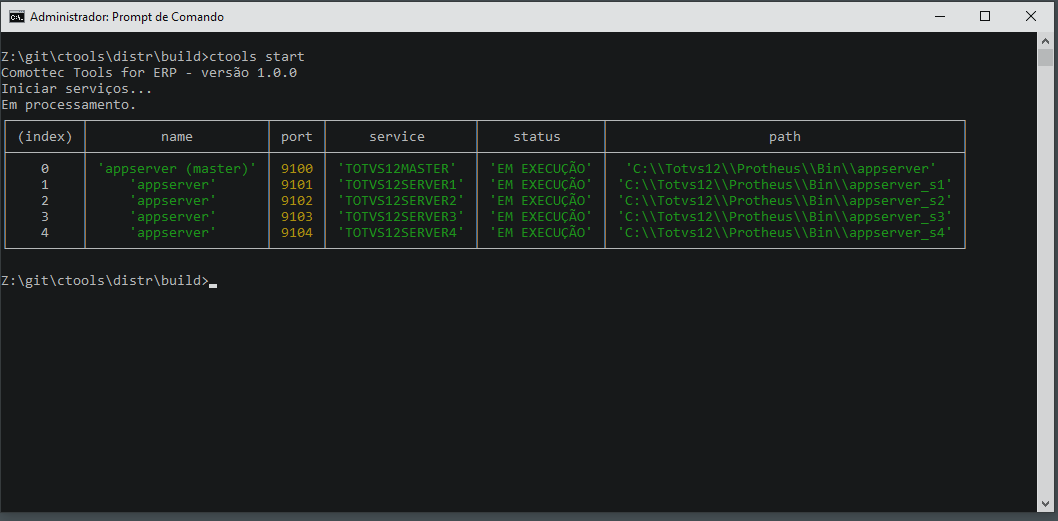 Administrador: Prompt de Comando
Z:\git\ctools\distr\build>ctools start
Comottec Tools for ERP - versão 1.0.0
Iniciar serviços...
Em processamento.
(index) name port service status path
0 'appserver (master)' 9100 'TOTVS12MASTER' 'EM EXECUÇÃO' 'C:\\Totvs12\\Protheus\\Bin\\appserver'
1 'appserver' 9101 'TOTVS12SERVER1' 'EM EXECUÇÃO' 'C:\\Totvs12\\Protheus\\Bin\\appserver_s1'
2 'appserver' 9102 'TOTVS12SERVER2' 'EM EXECUÇÃO' 'C:\\Totvs12\\Protheus\\Bin\\appserver_s2'
3 'appserver' 9103 'TOTVS12SERVER3' 'EM EXECUÇÃO' 'C:\\Totvs12\\Protheus\\Bin\\appserver_s3'
4 'appserver' 9104 'TOTVS12SERVER4' 'EM EXECUÇÃO' 'C:\\Totvs12\\Protheus\\Bin\\appserver_s4'
Z:\git\ctools\distr\build>